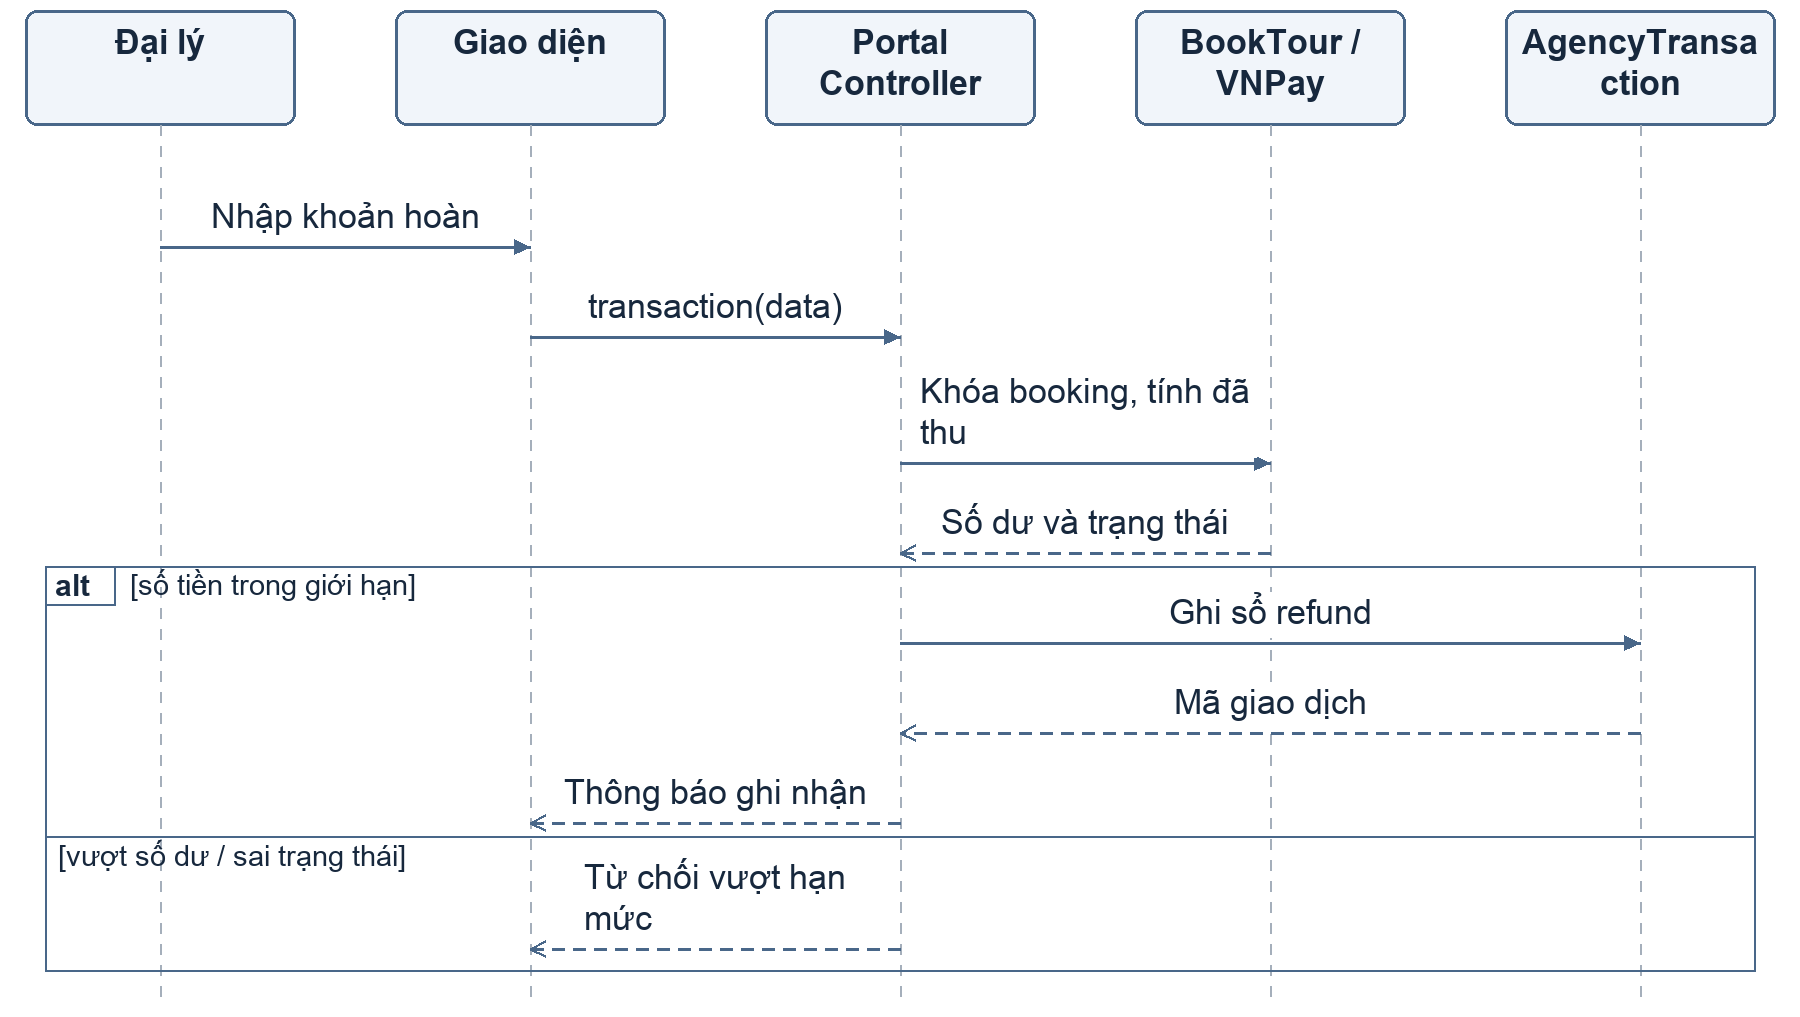 Đại lý
Giao diện
Portal
Controller
BookTour /
VNPay
AgencyTransa
ction
Nhập khoản hoàn
transaction(data)
Khóa booking, tính đã
thu
Số dư và trạng thái
alt
[số tiền trong giới hạn]
Ghi sổ refund
Mã giao dịch
Thông báo ghi nhận
[vượt số dư / sai trạng thái]
Từ chối vượt hạn
mức